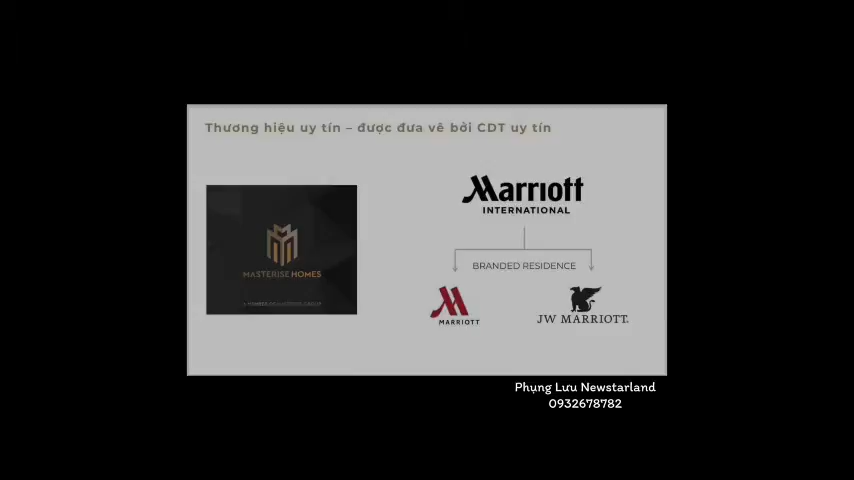 Thương hiệu uy tín – được đưa về bởi CDT uy tín
MASTERISE HOMES
Marriott
INTERNATIONAL
BRANDED RESIDENCE
MARRIOTT
JW MARRIOTT
Phụng Lưu Newstarland
0932678782